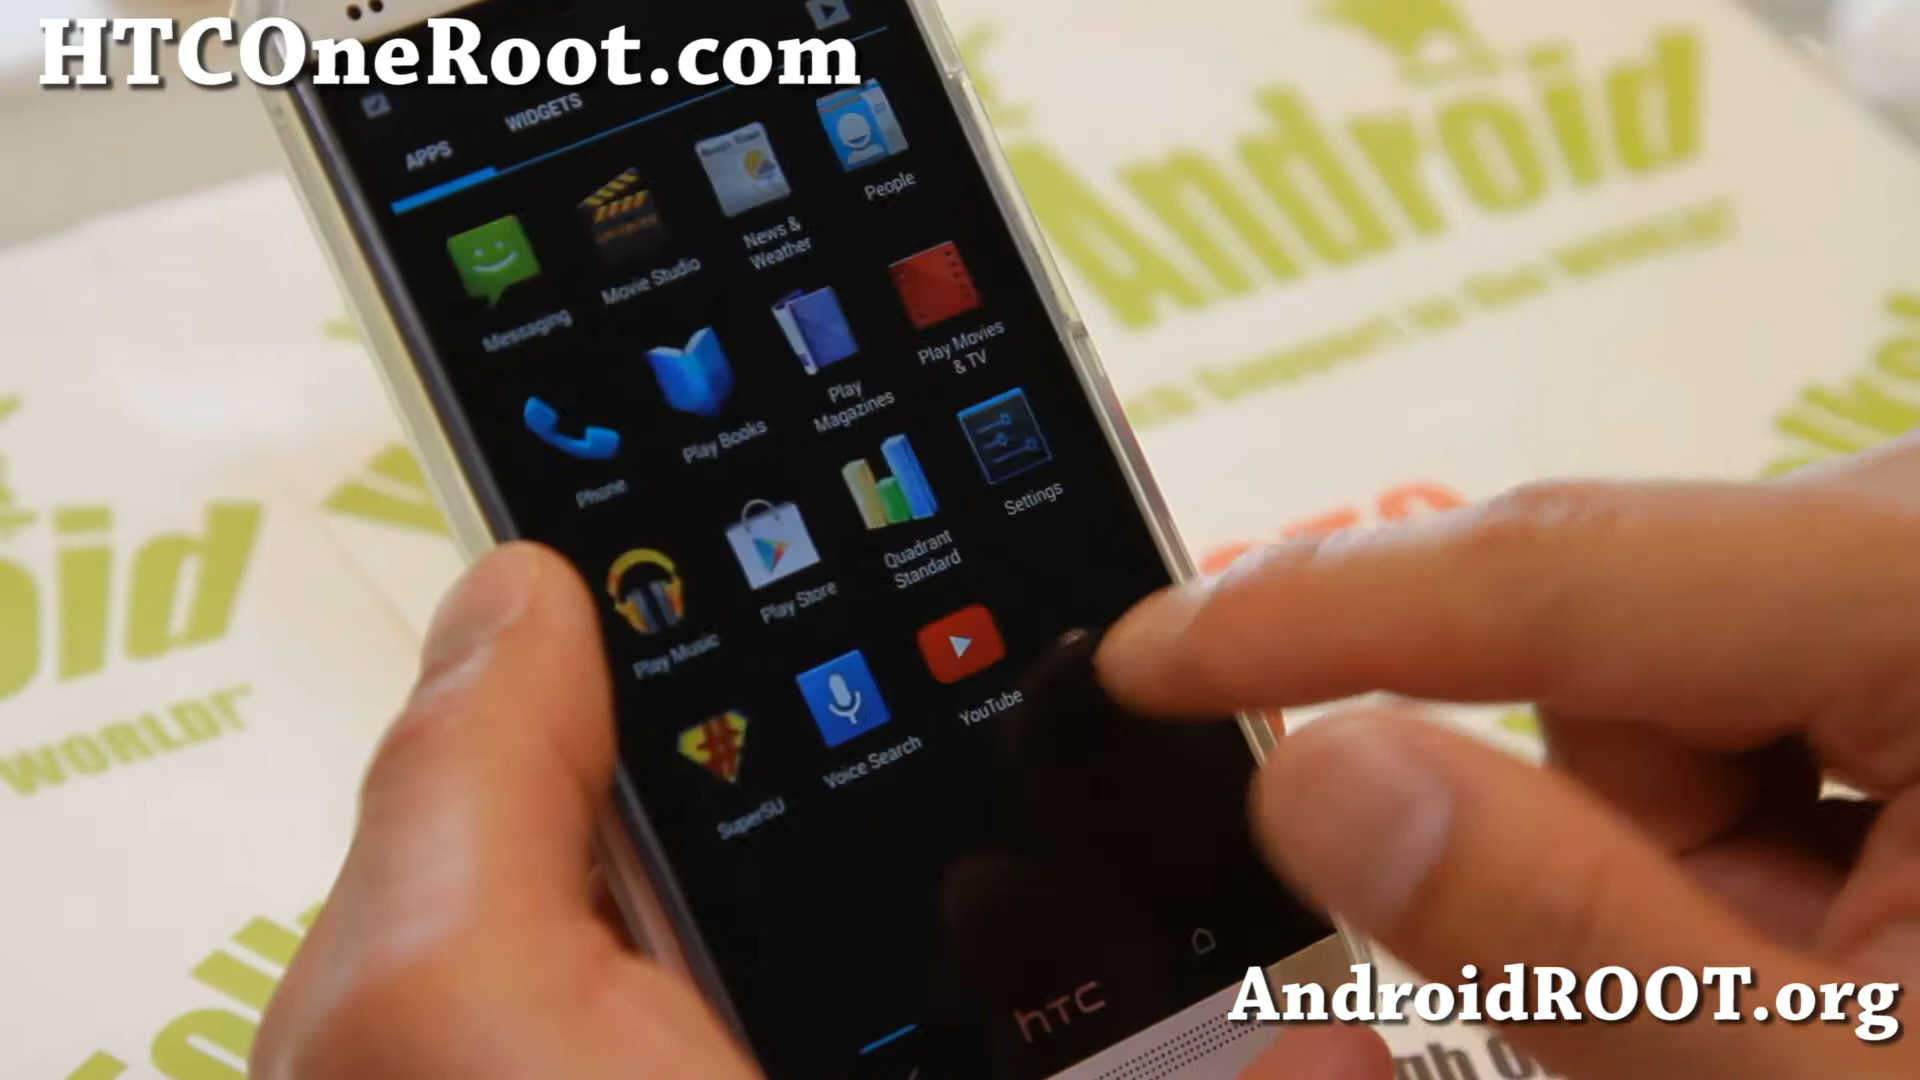 HTCOneRoot.com
APPS
WIDGETS
Messaging
Movie Studio
News &
Weather
People
Phone
Play Books
Play
Magazines
Play Movies
& TV
Play Music
Play Store
Quadrant
Standard
Settings
SuperSU
Voice Search
YouTube
hTC
Android
WORLD!
AndroidROOT.org